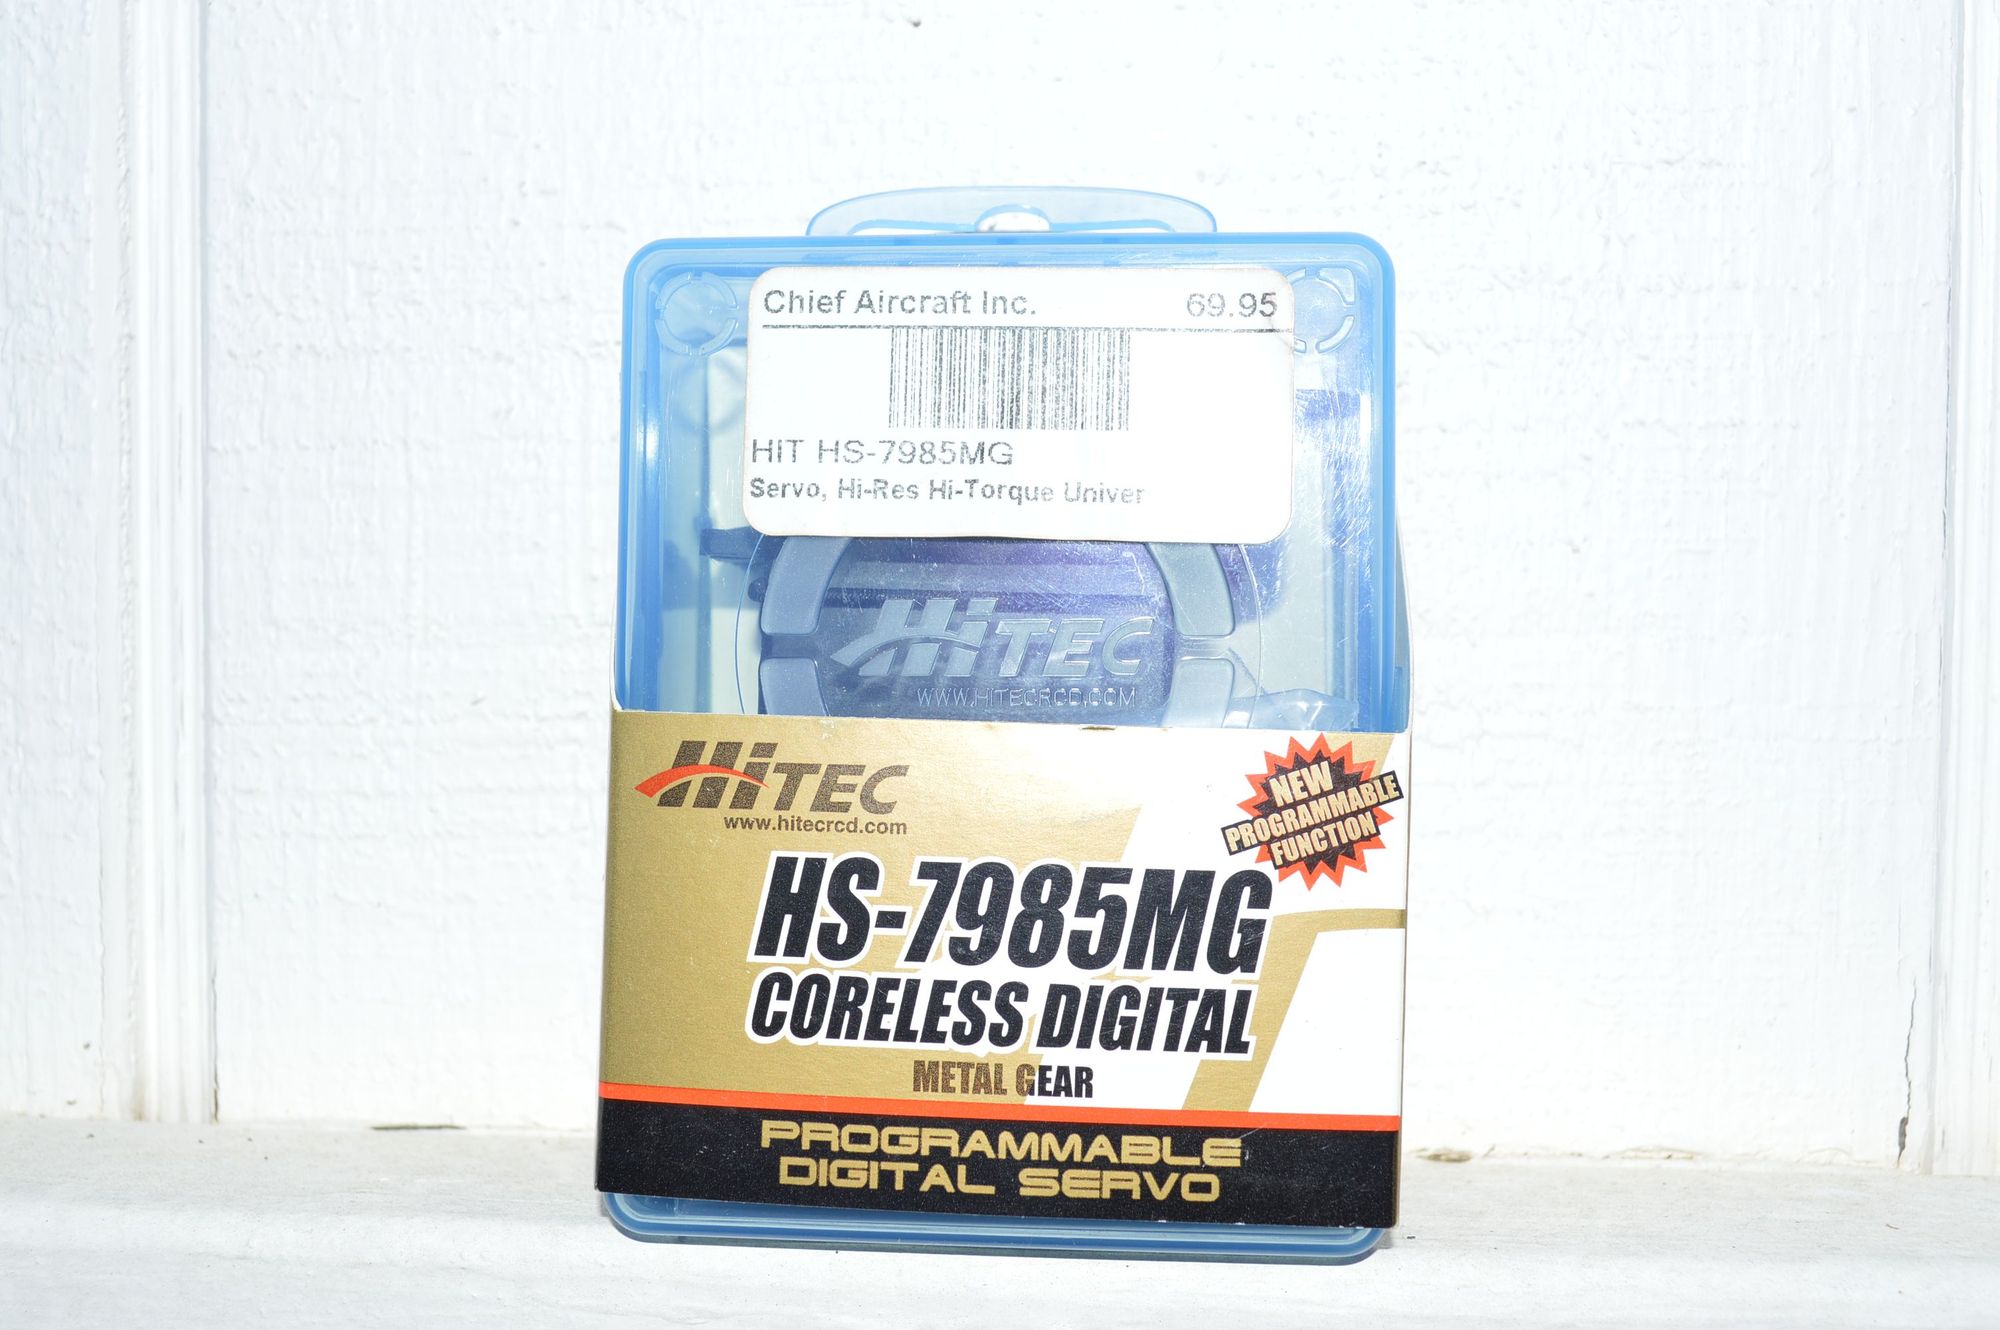 Chief Aircraft Inc. 69.95
HIT HS-7985MG
Servo, Hi-Res Hi-Torque Univer
HiTEC
WWW.HITECRCD.COM
HiTEC
www.hitecrcd.com
NEW
PROGRAMMABLE
FUNCTION
HS-7985MG
CORELESS DIGITAL
METAL GEAR
PROGRAMMABLE
DIGITAL SERVO